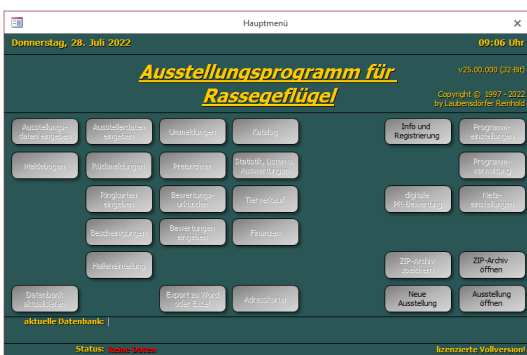 Hauptmenü
Donnerstag, 28. Juli 2022
09:06 Uhr
Ausstellungsprogramm für
Rassegeflügel
v25.00.000 (32-Bit)
Copyright © 1997 - 2022
by Laubensdörfer Reinhold
Ausstellungs-
daten eingeben
Ausstellerdaten
eingeben
Ummeldungen
Katalog
Info und
Registrierung
Programm-
einstellungen
Meldebogen
Rückmeldungen
Preisrichter
Statistik, Listen u.
Auswertungen
Programm-
verwaltung
Ringkarten
eingeben
Bewertungs-
urkunden
Tierverkauf
digitale
PR-Bewertung
Netz-
einstellungen
Bescheinigungen
Bewertungen
eingeben
Finanzen
Halleneinteilung
ZIP-Archiv
speichern
ZIP-Archiv
öffnen
Datenbank
aktualisieren
Export zu Word
oder Excel
Adresskartei
Neue
Ausstellung
Ausstellung
öffnen
aktuelle Datenbank:
Status: keine Daten
lizenzierte Vollversion!